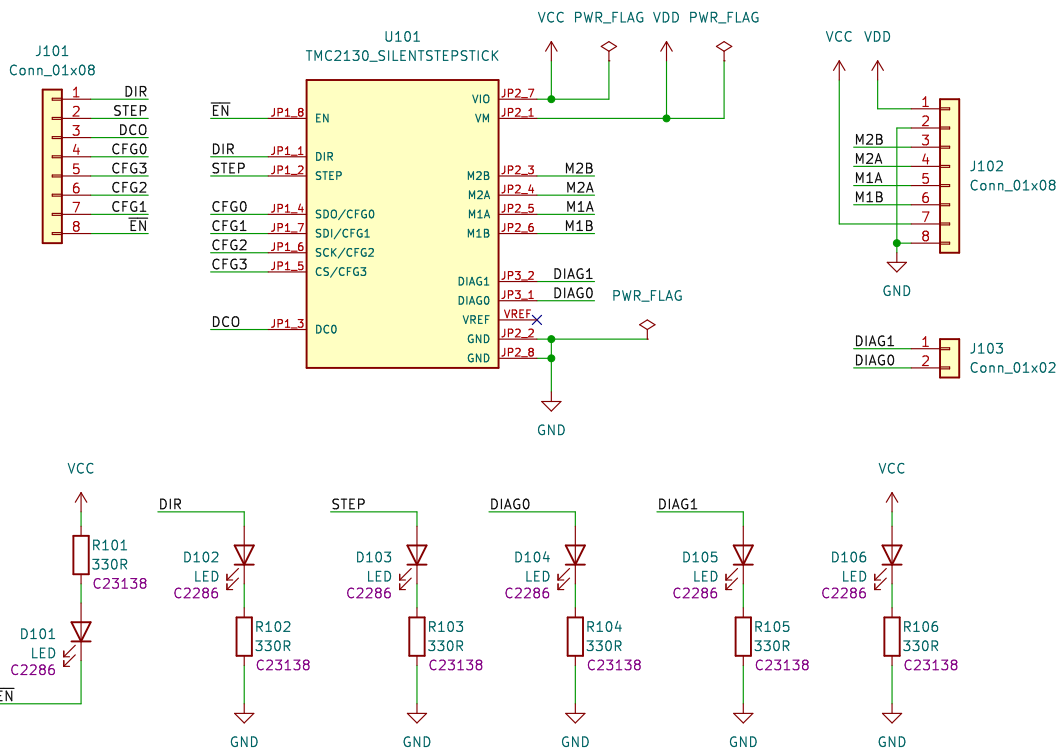 VCC PWR_FLAG VDD PWR_FLAG
J101
Conn_01x08
1 DIR
2 STEP
3 DCO
4 CFG0
5 CFG3
6 CFG2
7 CFG1
8 EN
U101
TMC2130_SILENTSTEPSTICK
EN JP1_8 EN
DIR JP1_1 DIR
STEP JP1_2 STEP
CFG0 JP1_4 SDO/CFG0
CFG1 JP1_7 SDI/CFG1
CFG2 JP1_6 SCK/CFG2
CFG3 JP1_5 CS/CFG3
DCO JP1_3 DCO
VIO JP2_7
VM JP2_1
M2B JP2_3 M2B
M2A JP2_4 M2A
M1A JP2_5 M1A
M1B JP2_6 M1B
DIAG1 JP3_2 DIAG1
DIAG0 JP3_1 DIAG0
VREF VREF
GND JP2_2
GND JP2_8
PWR_FLAG
GND
VCC VDD
1
2
M2B 3
M2A 4
M1A 5
M1B 6
7
8
J102
Conn_01x08
GND
DIAG1 1
DIAG0 2
J103
Conn_01x02
VCC
R101
330R
C23138
D101
LED
C2286
EN
DIR
D102
LED
C2286
R102
330R
C23138
GND
STEP
D103
LED
C2286
R103
330R
C23138
GND
DIAG0
D104
LED
C2286
R104
330R
C23138
GND
DIAG1
D105
LED
C2286
R105
330R
C23138
GND
VCC
D106
LED
C2286
R106
330R
C23138
GND